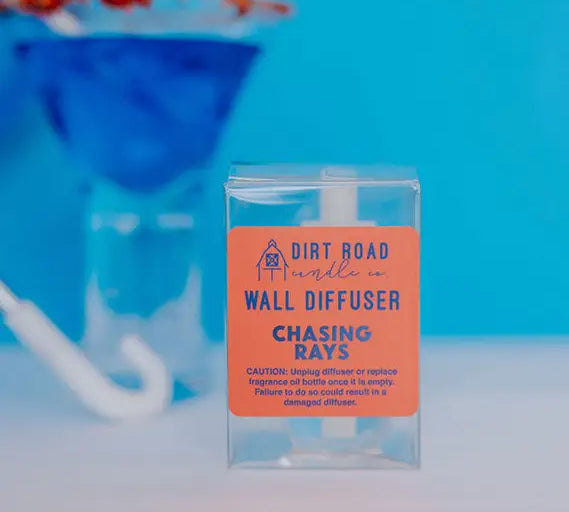 DIRT ROAD
candle co.
WALL DIFFUSER
CHASING
RAYS
CAUTION: Unplug diffuser or replace
fragrance oil bottle once it is empty.
Failure to do so could result in a
damaged diffuser.